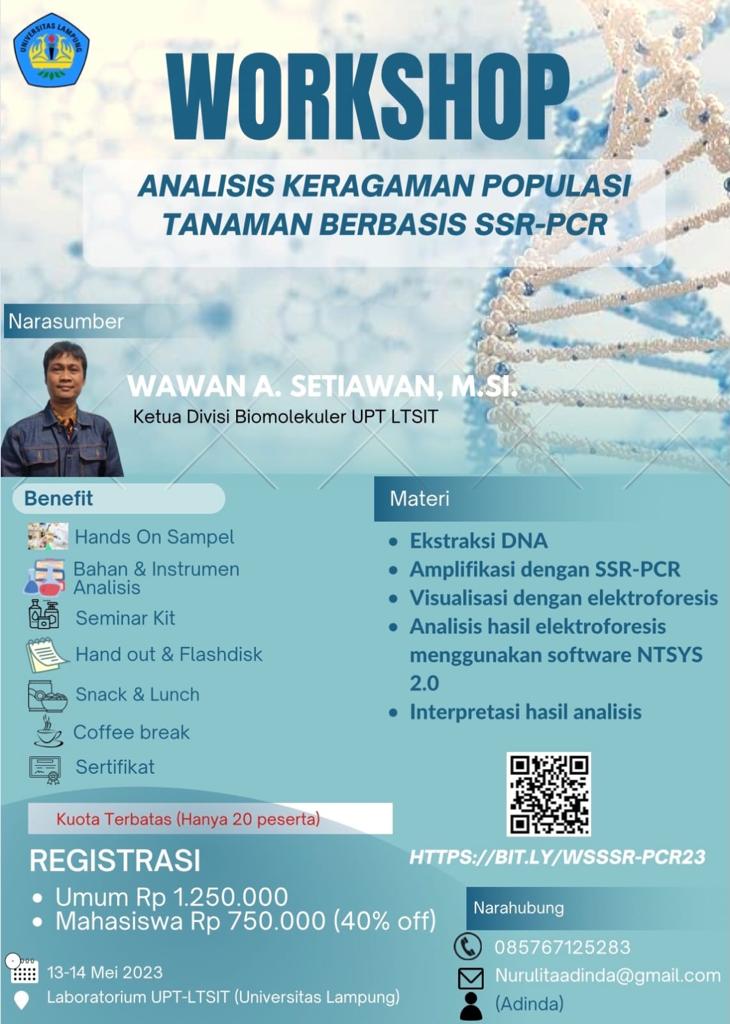 UNIVERSITAS LAMPUNG
WORKSHOP
ANALISIS KERAGAMAN POPULASI
TANAMAN BERBASIS SSR-PCR
Narasumber
WAWAN A. SETIAWAN, M.SI.
Ketua Divisi Biomolekuler UPT LTSIT
Benefit
Hands On Sampel
Bahan & Instrumen
Analisis
Seminar Kit
Hand out & Flashdisk
Snack & Lunch
Coffee break
Sertifikat
Materi
• Ekstraksi DNA
• Amplifikasi dengan SSR-PCR
• Visualisasi dengan elektroforesis
• Analisis hasil elektroforesis
menggunakan software NTSYS
2.0
• Interpretasi hasil analisis
Kuota Terbatas (Hanya 20 peserta)
HTTPS://BIT.LY/WSSSR-PCR23
REGISTRASI
• Umum Rp 1.250.000
• Mahasiswa Rp 750.000 (40% off)
13-14 Mei 2023
Laboratorium UPT-LTSIT (Universitas Lampung)
Narahubung
085767125283
Nurulitaadinda@gmail.com
(Adinda)